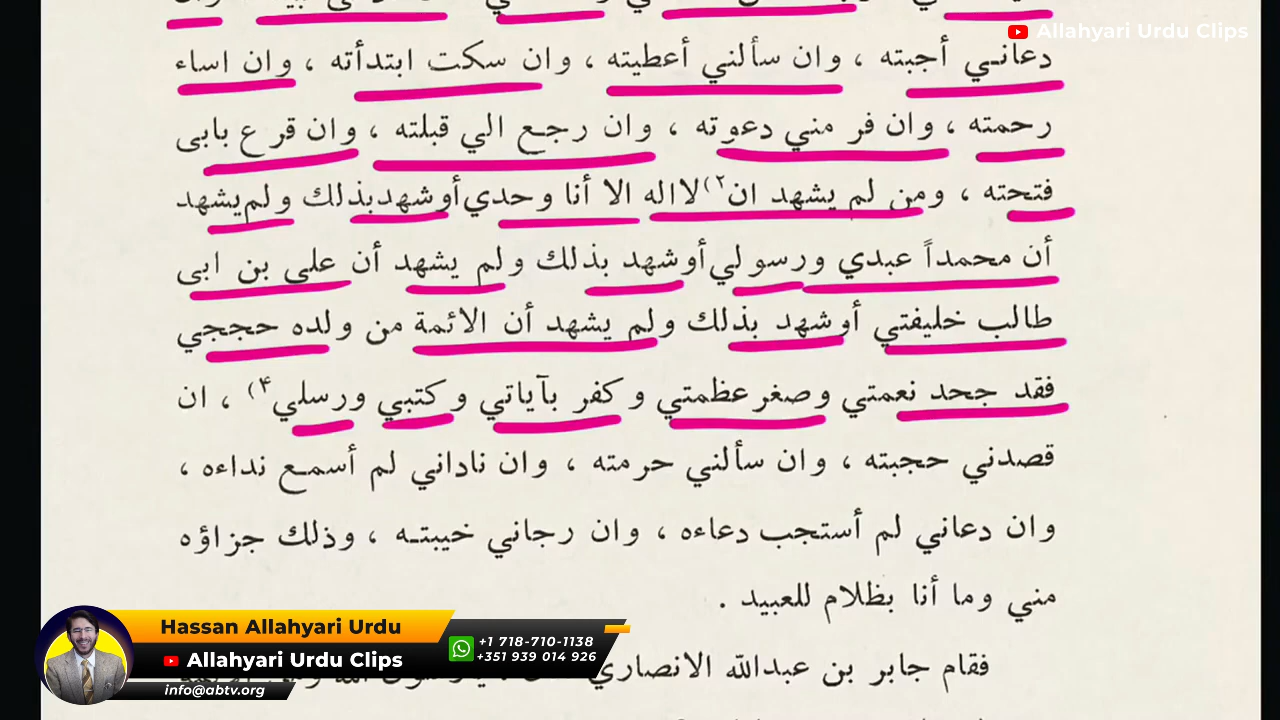 Allahyari Urdu Clips
دعاني أجبته ، وان سألني أعطيته ، وان سكت ابتدأته ، وان اساء
رحمته ، وان فر مني دعوته ، وان رجع الي قبلته ، وان قرع بابى
فتحته ، ومن لم يشهد ان(٢) لااله الا أنا وحدي أوشهد بذلك ولم يشهد
أن محمداً عبدي ورسولي أوشهد بذلك ولم يشهد أن على بن ابى
طالب خليفتي أوشهد بذلك ولم يشهد أن الائمة من ولده حججي
فقد جحد نعمتي وصغر عظمتي وكفر بآياتي وكتبي ورسلي(۴) ، ان
قصدني حجبته ، وان سألني حرمته ، وان ناداني لم أسمع نداءه ،
وان دعاني لم أستجب دعاءه ، وان رجاني خيبته ، وذلك جزاؤه
مني وما أنا بظلام للعبيد .
فقام جابر بن عبدالله الانصاري
Hassan Allahyari Urdu
Allahyari Urdu Clips
info@abtv.org
+1 718-710-1138
+351 939 014 926